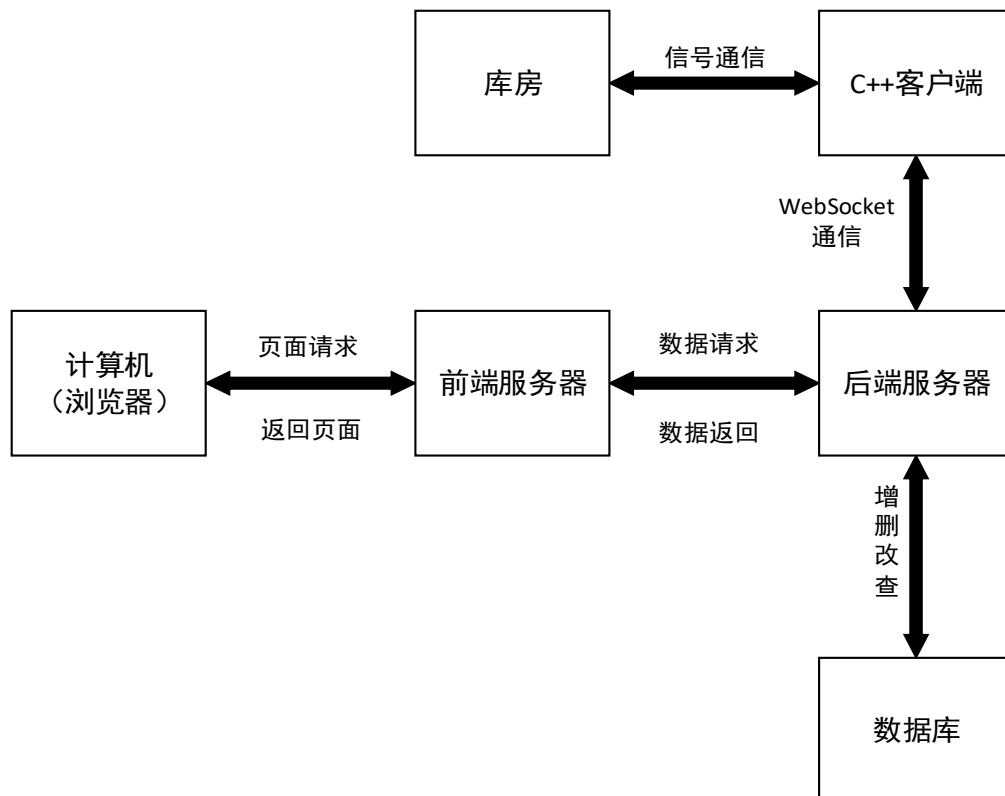 库房
信号通信
C++客户端
WebSocket
通信
计算机
（浏览器）
页面请求
返回页面
前端服务器
数据请求
数据返回
后端服务器
增
删
改
查
数据库